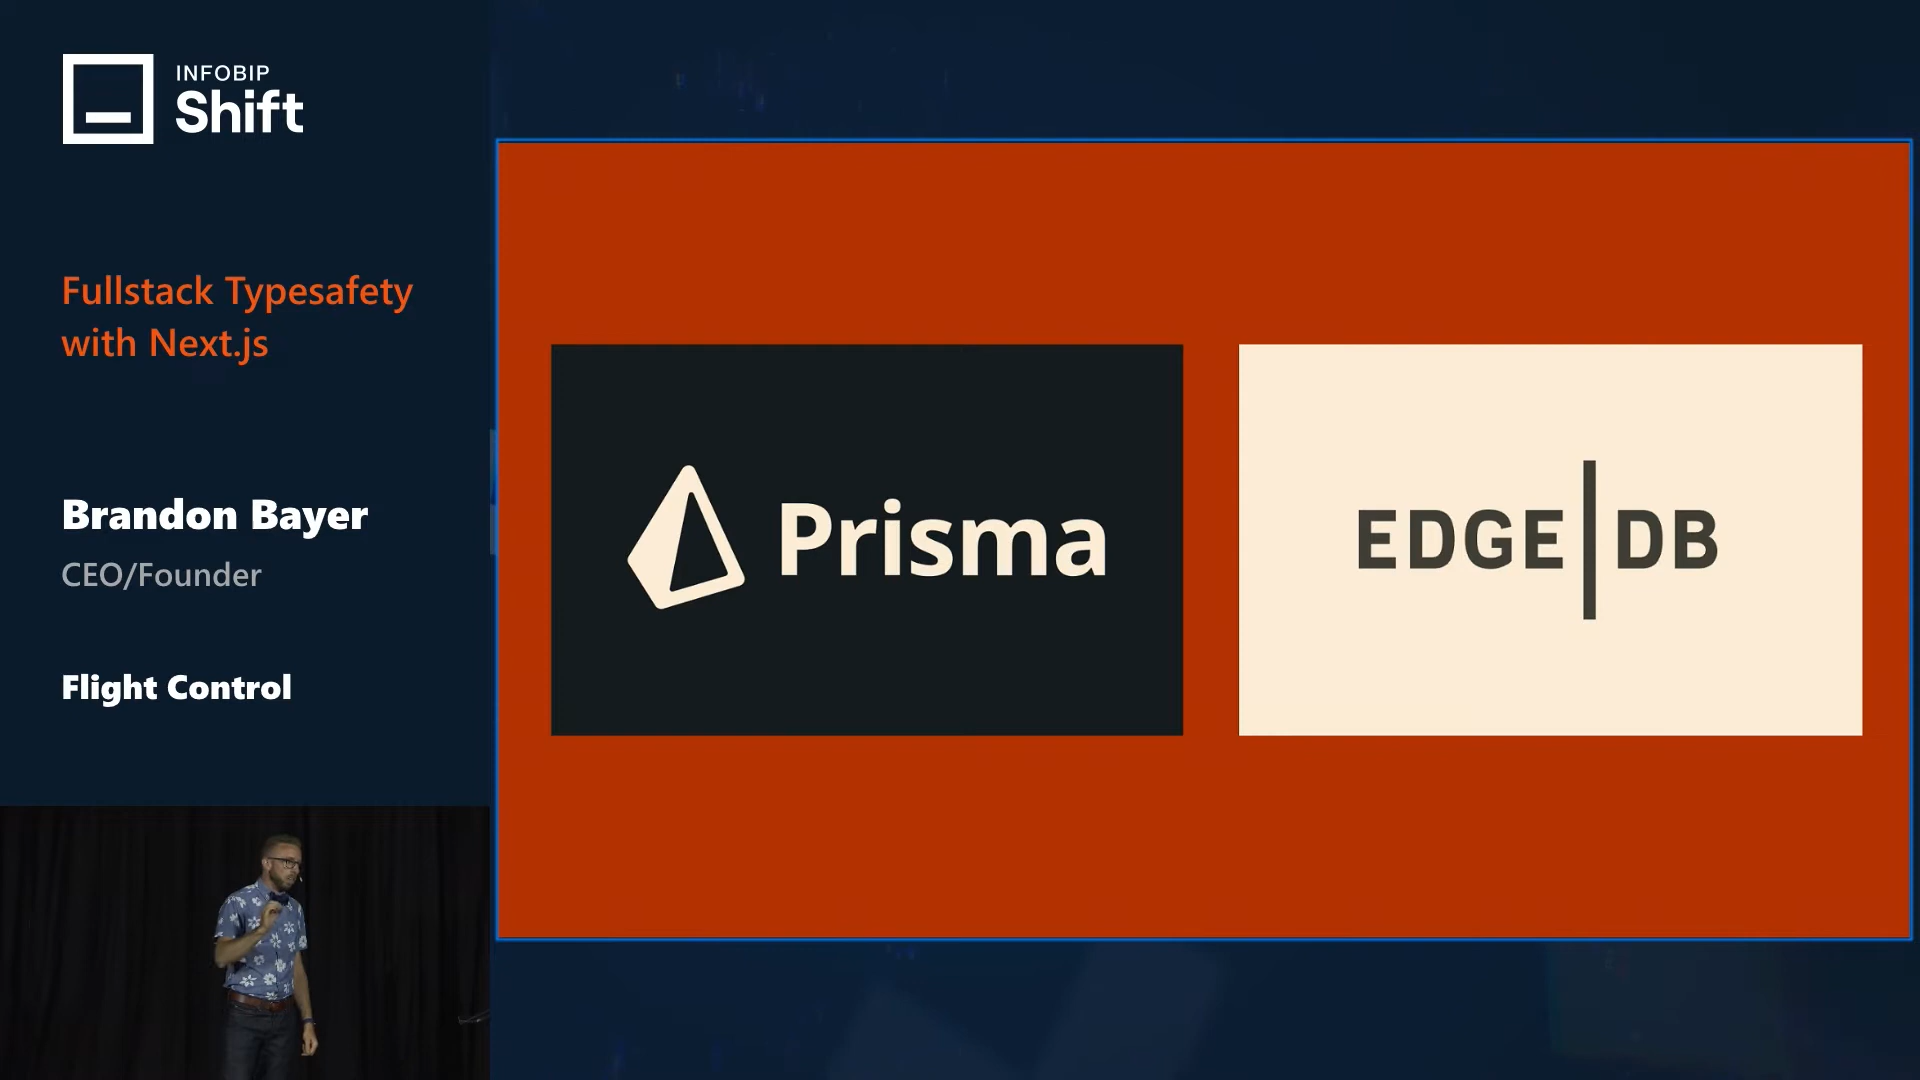 INFOBIP
Shift
Fullstack Typesafety
with Next.js
Brandon Bayer
CEO/Founder
Flight Control
Prisma
EDGE|DB